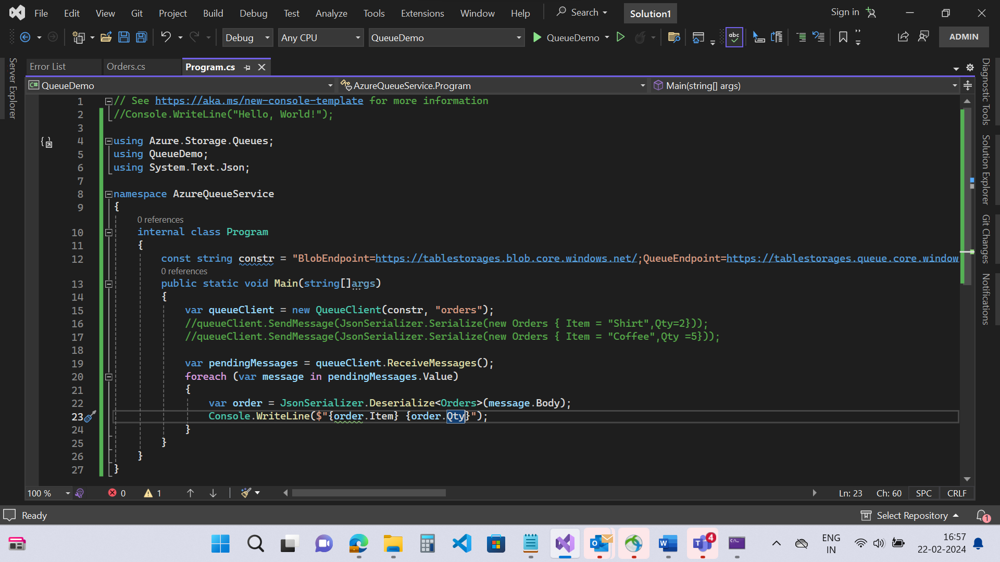 File Edit View Git Project Build Debug Test Analyze Tools Extensions Window Help Search Solution1 Sign in
Debug Any CPU QueueDemo QueueDemo abc ADMIN
Server Explorer
Error List Orders.cs Program.cs
C# QueueDemo AzureQueueService.Program Main(string[] args)
1 // See https://aka.ms/new-console-template for more information
2 //Console.WriteLine("Hello, World!");
3
4 using Azure.Storage.Queues;
5 using QueueDemo;
6 using System.Text.Json;
7
8 namespace AzureQueueService
9 {
0 references
10 internal class Program
11 {
12 const string constr = "BlobEndpoint=https://tablestorages.blob.core.windows.net/;QueueEndpoint=https://tablestorages.queue.core.window
0 references
13 public static void Main(string[]args)
14 {
15 var queueClient = new QueueClient(constr, "orders");
16 //queueClient.SendMessage(JsonSerializer.Serialize(new Orders { Item = "Shirt",Qty=2}));
17 //queueClient.SendMessage(JsonSerializer.Serialize(new Orders { Item = "Coffee",Qty =5}));
18
19 var pendingMessages = queueClient.ReceiveMessages();
20 foreach (var message in pendingMessages.Value)
21 {
22 var order = JsonSerializer.Deserialize<Orders>(message.Body);
23 Console.WriteLine($"{order.Item} {order.Qty}");
24 }
25 }
26 }
27 }
Diagnostic Tools
Solution Explorer
Git Changes
Notifications
100 % 0 1 Ln: 23 Ch: 60 SPC CRLF
Ready Select Repository 1
4
ENG
IN
16:57
22-02-2024